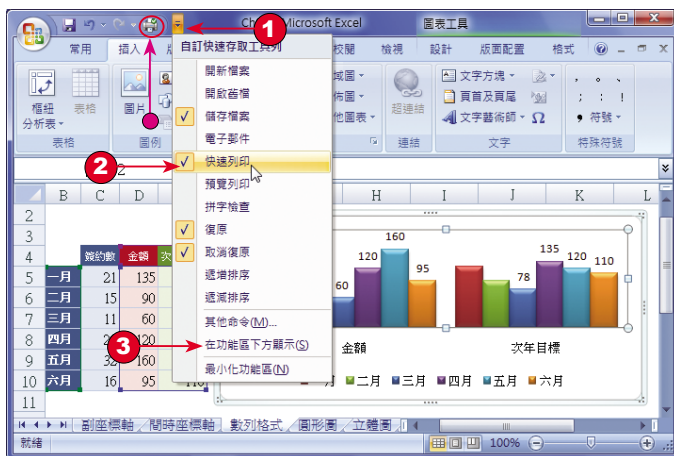 Microsoft Excel
圖表工具
1
常用
插入
校閱
檢視
設計
版面配置
格式
樞紐
分析表
表格
表格
圖片
圖例
超連結
連結
文字方塊
頁首及頁尾
文字藝術師
Ω
文字
, 。 、
; : !
, 符號
特殊符號
自訂快速存取工具列
開新檔案
開啟舊檔
儲存檔案
電子郵件
2
快速列印
預覽列印
拼字檢查
復原
取消復原
遞增排序
遞減排序
其他命令(M)...
3
在功能區下方顯示(S)
最小化功能區(N)
B C D H I J K L
2
3
4 簽約數 金額
5 一月 21 135
6 二月 15 90
7 三月 11 60
8 四月 120
9 五月 32 160
10 六月 16 95
11
60 120 160 95 78 135 120 110
金額 次年目標
二月 三月 四月 五月 六月
副座標軸 間時座標軸 數列格式 圓形圖 立體圖
就緒
100%